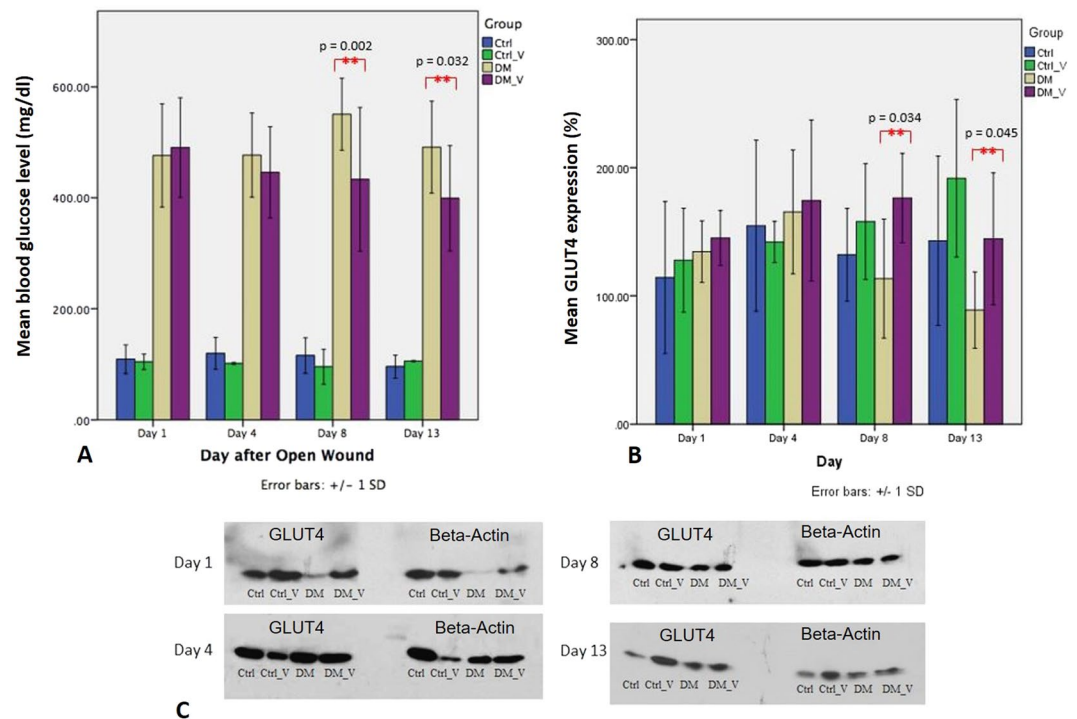 Mean blood glucose level (mg/dl)
600.00
400.00
200.00
.00
p = 0.002
**
p = 0.032
**
Group
Ctrl
Ctrl_V
DM
DM_V
Day 1 Day 4 Day 8 Day 13
Day after Open Wound
A
Error bars: +/- 1 SD
Mean GLUT4 expression (%)
300.00
200.00
100.00
.00
p = 0.034
**
p = 0.045
**
Group
Ctrl
Ctrl_V
DM
DM_V
Day 1 Day 4 Day 8 Day 13
Day
B
Error bars: +/- 1 SD
GLUT4 Beta-Actin
Day 1
Ctrl Ctrl_V DM DM_V Ctrl Ctrl_V DM DM_V
GLUT4 Beta-Actin
Day 4
Ctrl Ctrl_V DM DM_V Ctrl Ctrl_V DM DM_V
GLUT4 Beta-Actin
Day 8
Ctrl Ctrl_V DM DM_V Ctrl Ctrl_V DM DM_V
GLUT4 Beta-Actin
Day 13
Ctrl Ctrl_V DM DM_V Ctrl Ctrl_V DM DM_V
C